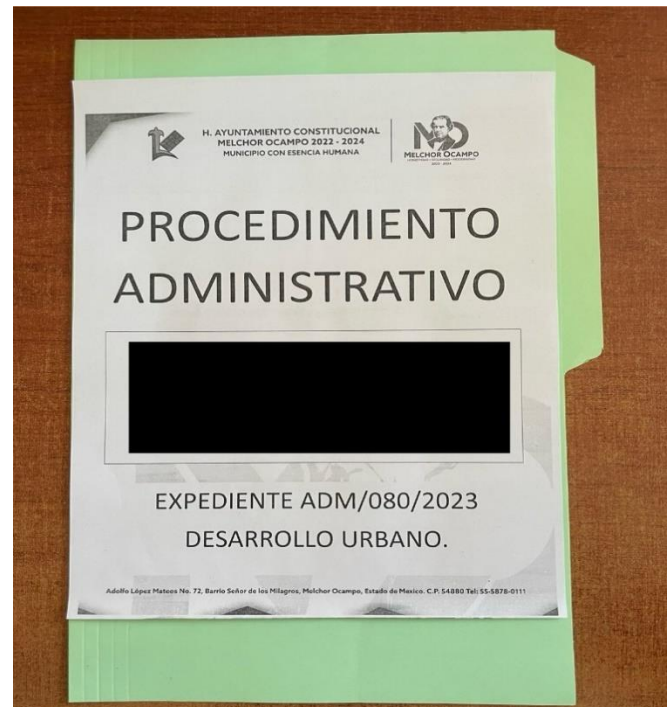 H. AYUNTAMIENTO CONSTITUCIONAL
MELCHOR OCAMPO 2022 - 2024
MUNICIPIO CON ESENCIA HUMANA
MELCHOR OCAMPO
2022 - 2024
PROCEDIMIENTO
ADMINISTRATIVO
EXPEDIENTE ADM/080/2023
DESARROLLO URBANO.
Adolfo López Mateos No. 72, Barrio Señor de los Milagros, Melchor Ocampo, Estado de Mexico. C.P. 54880 Tel: 55-5878-0111